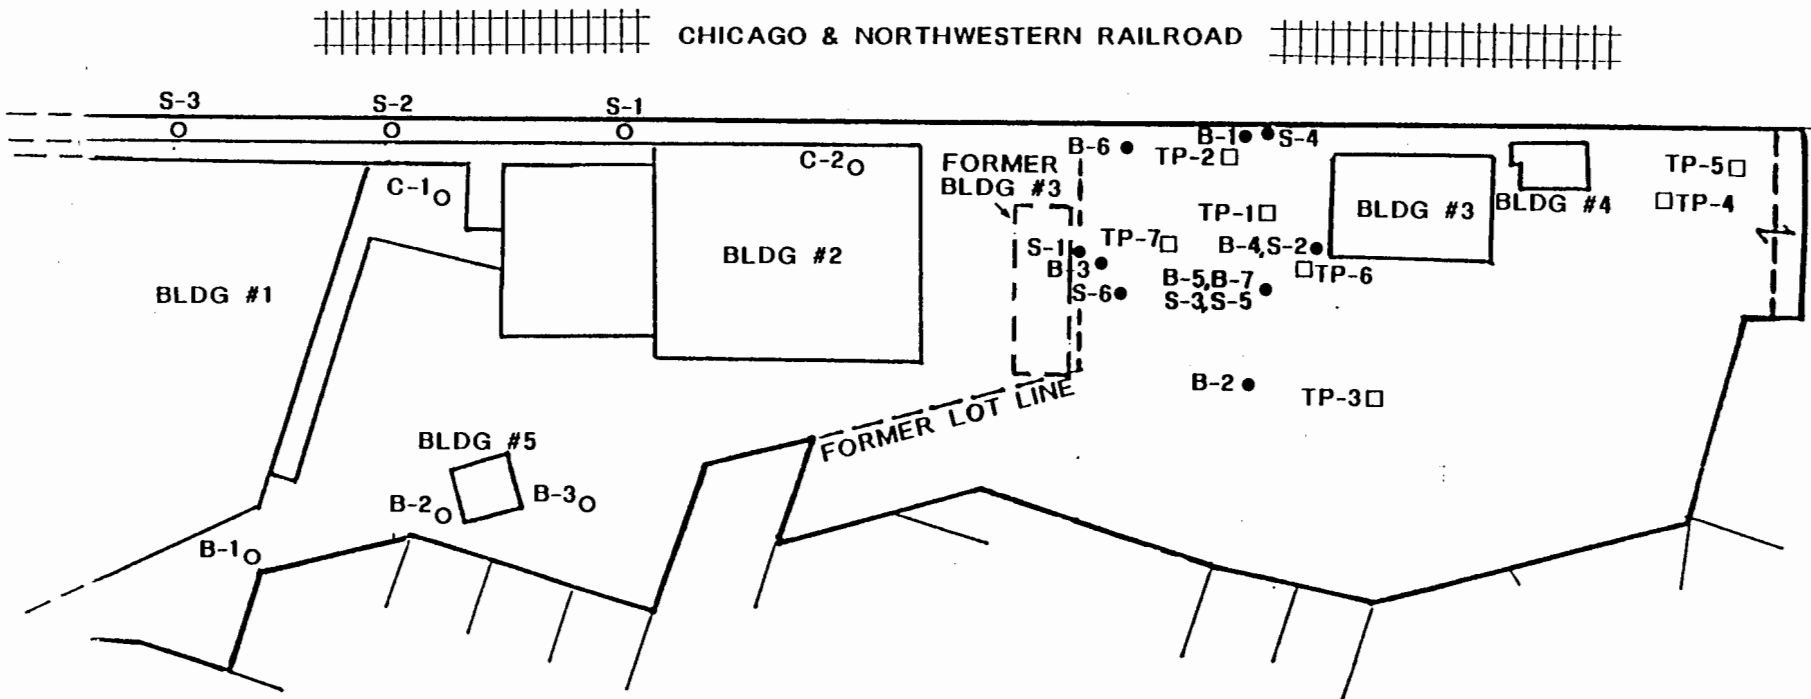 CHICAGO & NORTHWESTERN RAILROAD
S-3
S-2
S-1
B-1
S-4
B-6
TP-2
C-2
FORMER
BLDG #3
TP-5
C-1
TP-1
BLDG #3
BLDG #4
TP-4
BLDG #2
S-1
TP-7
B-4,S-2
B-3
TP-6
BLDG #1
S-6
B-5,B-7
S-3,S-5
B-2
TP-3
FORMER LOT LINE
BLDG #5
B-2
B-3
B-1